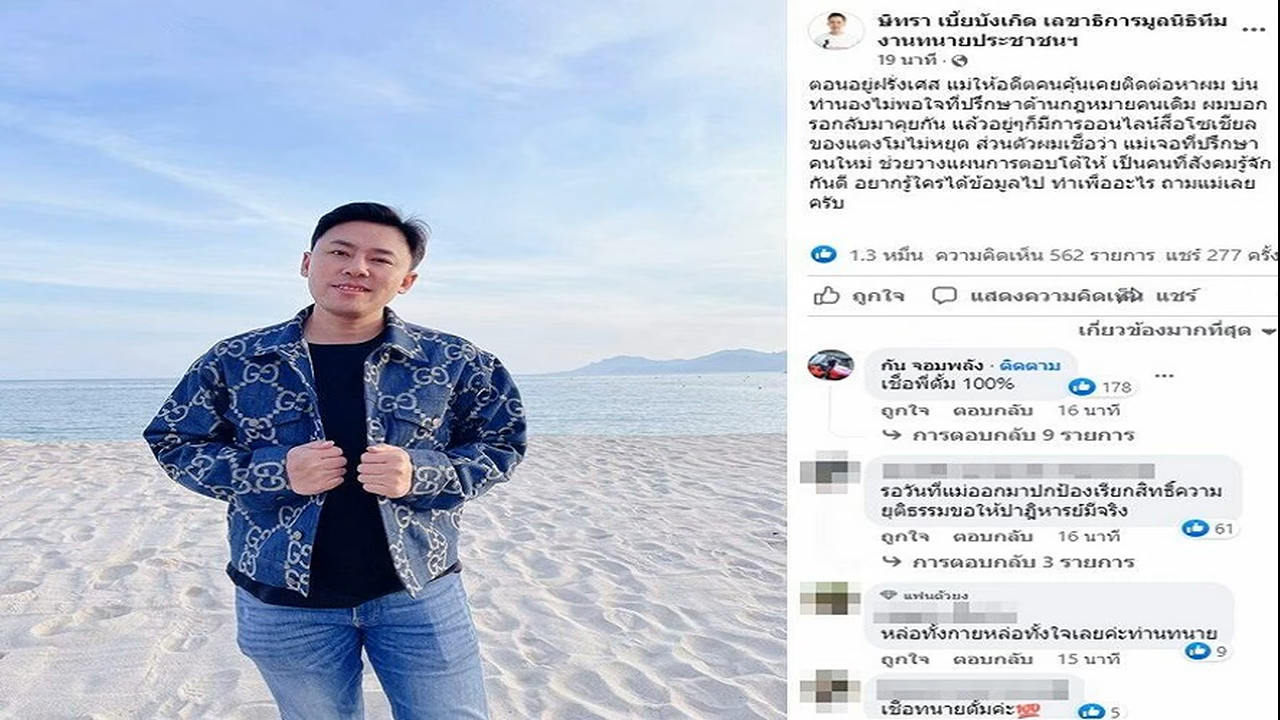 ษิทรา เบี้ยบังเกิด เลขาธิการมูลนิธิทีม
งานทนายประชาชนฯ
19 นาที ·
ตอนอยู่ฝรั่งเศส แม่ให้อดีตคนคุ้นเคยติดต่อหาผม บ่น
ทำนองไม่พอใจที่ปรึกษาด้านกฎหมายคนเดิม ผมบอก
รอกลับมาคุยกัน แล้วอยู่ๆก็มีการออนไลน์สื่อโซเชียล
ของแตงโมไม่หยุด ส่วนตัวผมเชื่อว่า แม่เจอที่ปรึกษา
คนใหม่ ช่วยวางแผนการตอบโต้ให้ เป็นคนที่สังคมรู้จัก
กันดี อยากรู้ใครได้ข้อมูลไป ทำเพื่ออะไร ถามแม่เลย
ครับ
1.3 หมื่น ความคิดเห็น 562 รายการ แชร์ 277 ครั้ง
ถูกใจ แสดงความคิดเห็น แชร์
เกี่ยวข้องมากที่สุด
กัน จอมพลัง · ติดตาม
เชื่อพี่ตั้ม 100%
178
ถูกใจ ตอบกลับ 16 นาที
การตอบกลับ 9 รายการ
รอวันที่แม่ออกมาปกป้องเรียกสิทธิ์ความ
ยุติธรรมขอให้ปาฏิหารย์มีจริง
61
ถูกใจ ตอบกลับ 16 นาที
การตอบกลับ 3 รายการ
แฟนตัวยง
หล่อทั้งกายหล่อทั้งใจเลยค่ะท่านทนาย
9
ถูกใจ ตอบกลับ 15 นาที
เชื่อทนายตั้มค่ะ💯
5